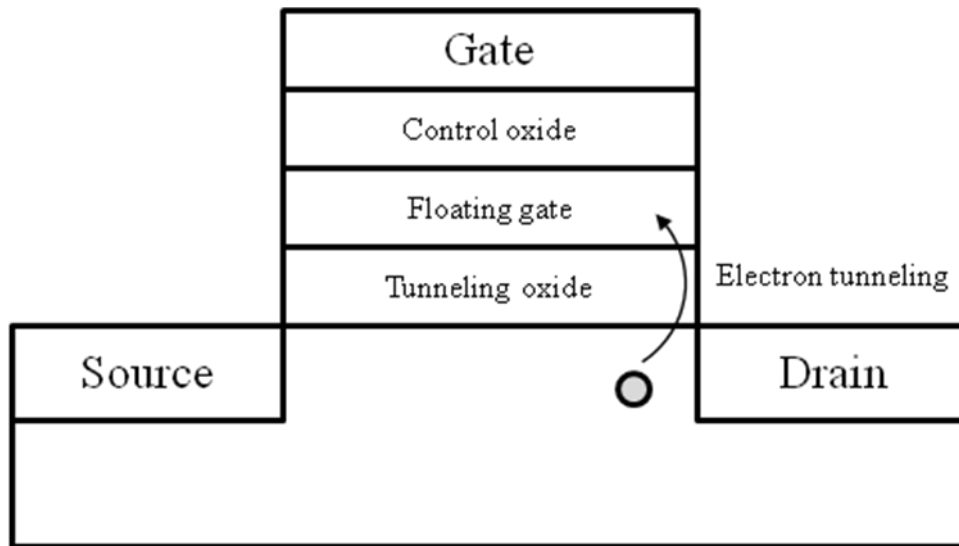 Gate
Control oxide
Floating gate
Tunneling oxide
Electron tunneling
Source
Drain